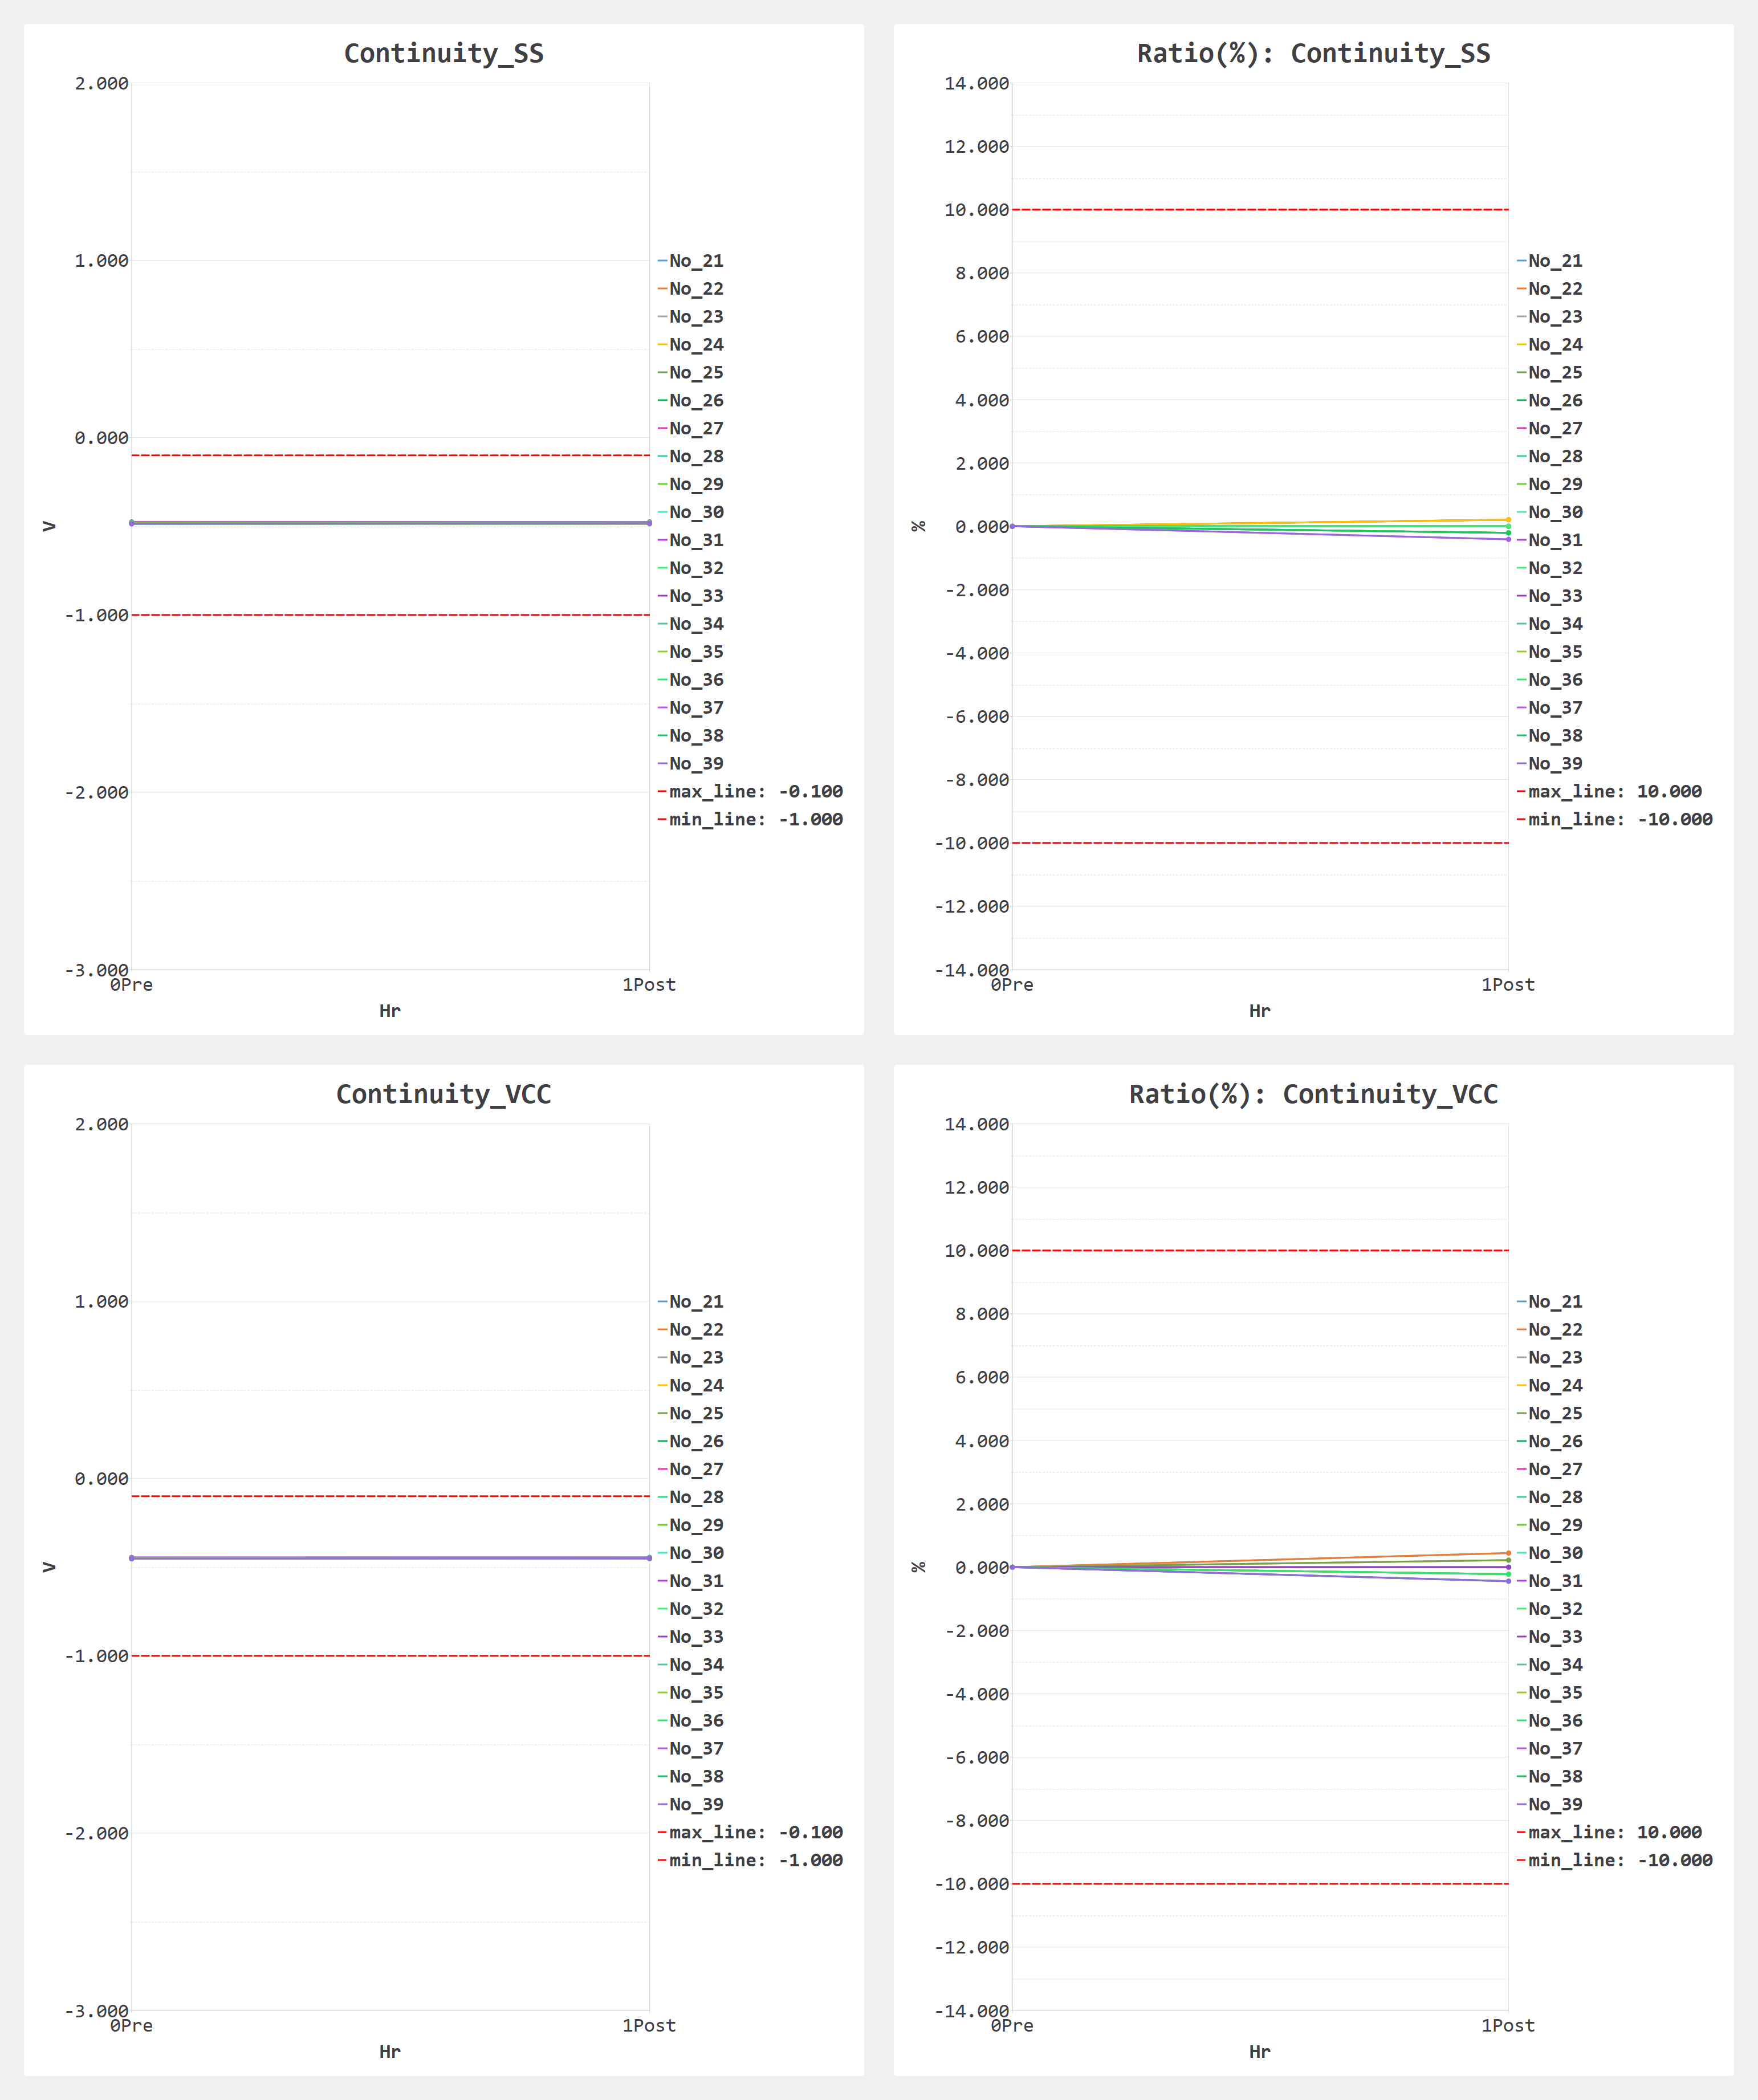 Continuity_SS
2.000
1.000
0.000
-1.000
-2.000
-3.000
V
0Pre
1Post
Hr
No_21
No_22
No_23
No_24
No_25
No_26
No_27
No_28
No_29
No_30
No_31
No_32
No_33
No_34
No_35
No_36
No_37
No_38
No_39
max_line: -0.100
min_line: -1.000
Ratio(%): Continuity_SS
14.000
12.000
10.000
8.000
6.000
4.000
2.000
0.000
-2.000
-4.000
-6.000
-8.000
-10.000
-12.000
-14.000
%
0Pre
1Post
Hr
No_21
No_22
No_23
No_24
No_25
No_26
No_27
No_28
No_29
No_30
No_31
No_32
No_33
No_34
No_35
No_36
No_37
No_38
No_39
max_line: 10.000
min_line: -10.000
Continuity_VCC
2.000
1.000
0.000
-1.000
-2.000
-3.000
V
0Pre
1Post
Hr
No_21
No_22
No_23
No_24
No_25
No_26
No_27
No_28
No_29
No_30
No_31
No_32
No_33
No_34
No_35
No_36
No_37
No_38
No_39
max_line: -0.100
min_line: -1.000
Ratio(%): Continuity_VCC
14.000
12.000
10.000
8.000
6.000
4.000
2.000
0.000
-2.000
-4.000
-6.000
-8.000
-10.000
-12.000
-14.000
%
0Pre
1Post
Hr
No_21
No_22
No_23
No_24
No_25
No_26
No_27
No_28
No_29
No_30
No_31
No_32
No_33
No_34
No_35
No_36
No_37
No_38
No_39
max_line: 10.000
min_line: -10.000